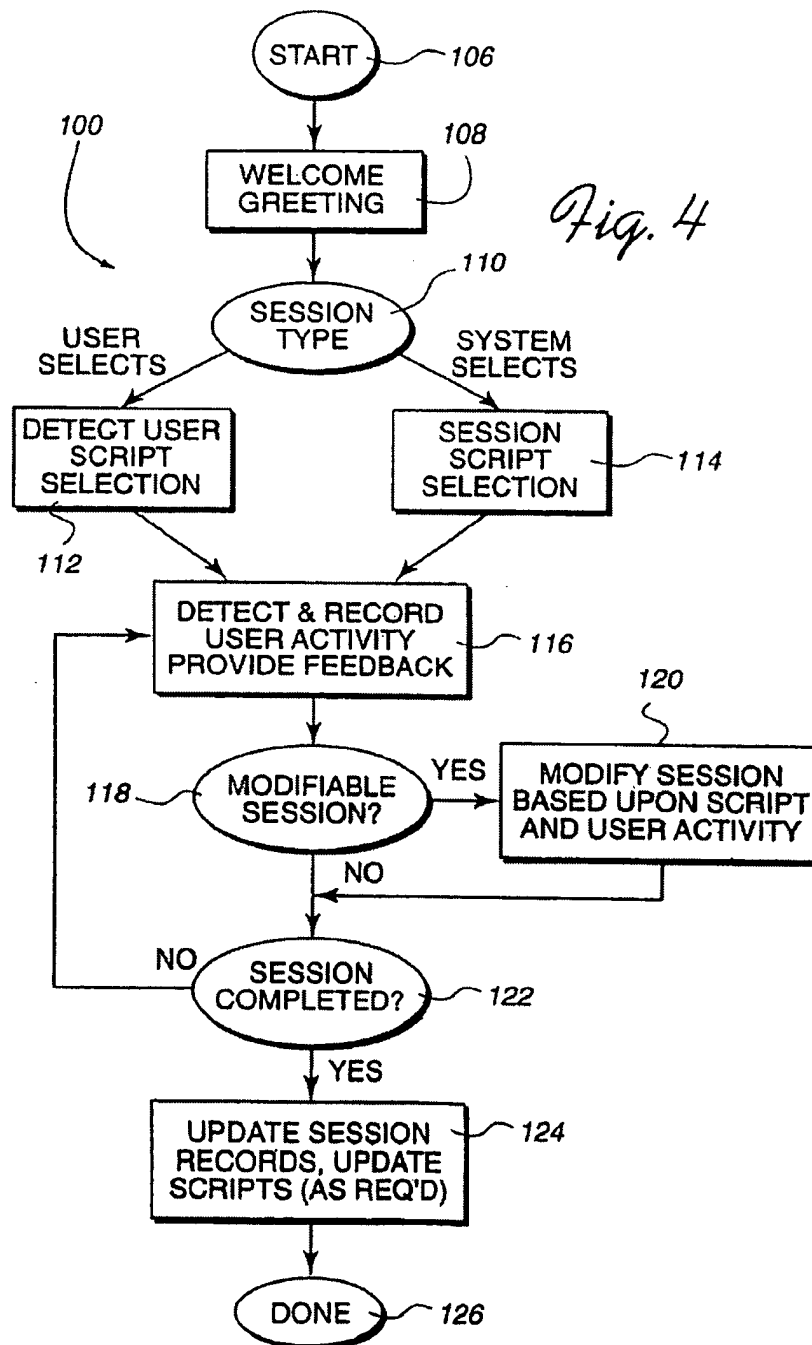 START
106
100
108
WELCOME
GREETING
Fig. 4
110
SESSION
TYPE
USER
SELECTS
SYSTEM
SELECTS
DETECT USER
SCRIPT
SELECTION
112
SESSION
SCRIPT
SELECTION
114
DETECT & RECORD
USER ACTIVITY
PROVIDE FEEDBACK
116
120
118
MODIFIABLE
SESSION?
YES
MODIFY SESSION
BASED UPON SCRIPT
AND USER ACTIVITY
NO
NO
SESSION
COMPLETED?
122
YES
UPDATE SESSION
RECORDS, UPDATE
SCRIPTS (AS REQ'D)
124
DONE
126